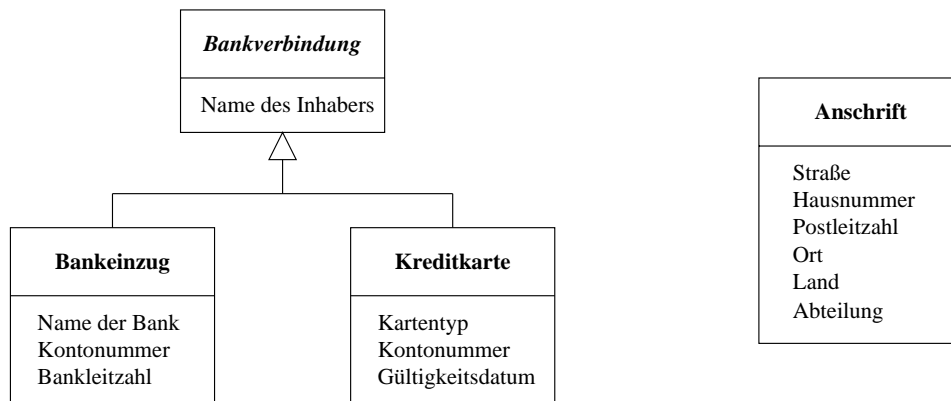 Bankverbindung
Name des Inhabers
Anschrift
Straße
Hausnummer
Postleitzahl
Ort
Land
Abteilung
Bankeinzug
Name der Bank
Kontonummer
Bankleitzahl
Kreditkarte
Kartentyp
Kontonummer
Gültigkeitsdatum